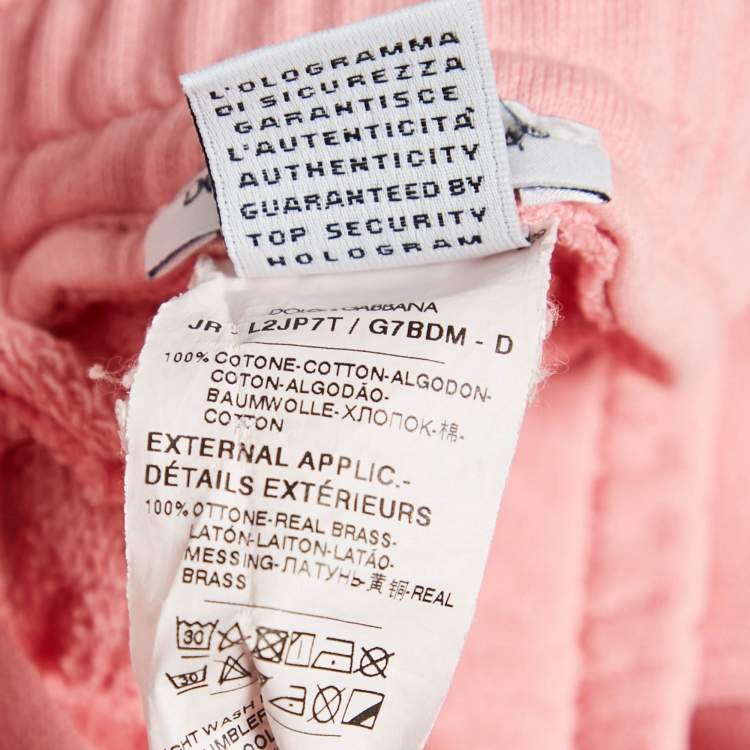 L'OLOGRAMMA
DI SICUREZZA
GARANTISCE
L'AUTENTICITÀ
AUTHENTICITY
GUARANTEED BY
TOP SECURITY
HOLOGRAM
GABBANA
L2JP7T / G7BDM - D
100% COTONE-COTTON-ALGODON-
COTON-ALGODÃO-
BAUMWOLLE-ХЛОПОК-棉-
COTTON
EXTERNAL APPLIC.-
DÉTAILS EXTÉRIEURS
100% OTTONE-REAL BRASS-
LATÓN-LAITON-LATÃO-
MESSING-ЛАТУНЬ-黄铜-REAL
BRASS
30
30
WASH